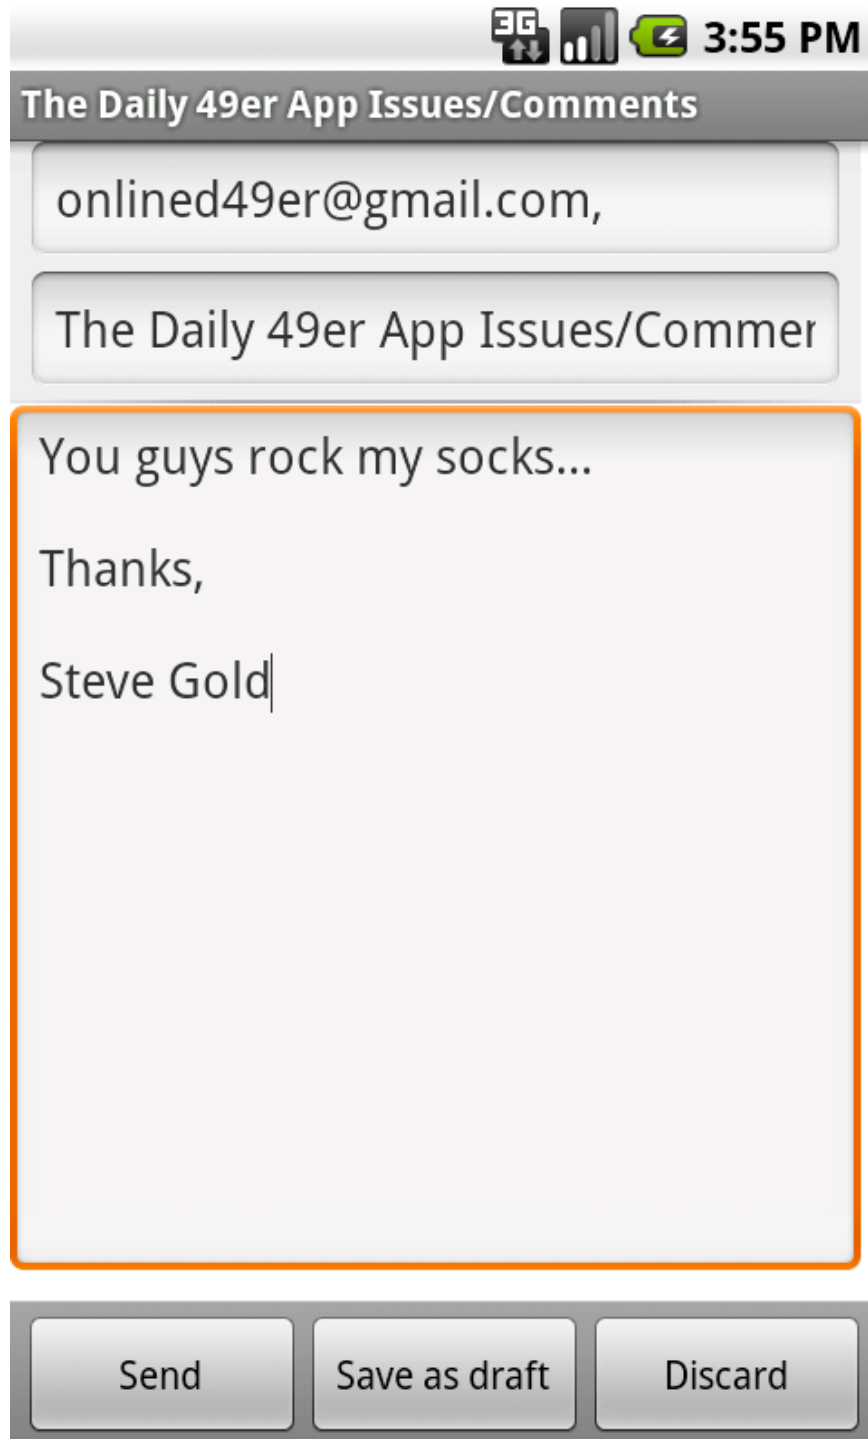 3G 3:55 PM
The Daily 49er App Issues/Comments
onlined49er@gmail.com,
The Daily 49er App Issues/Commer
You guys rock my socks...
Thanks,
Steve Gold
Send Save as draft Discard